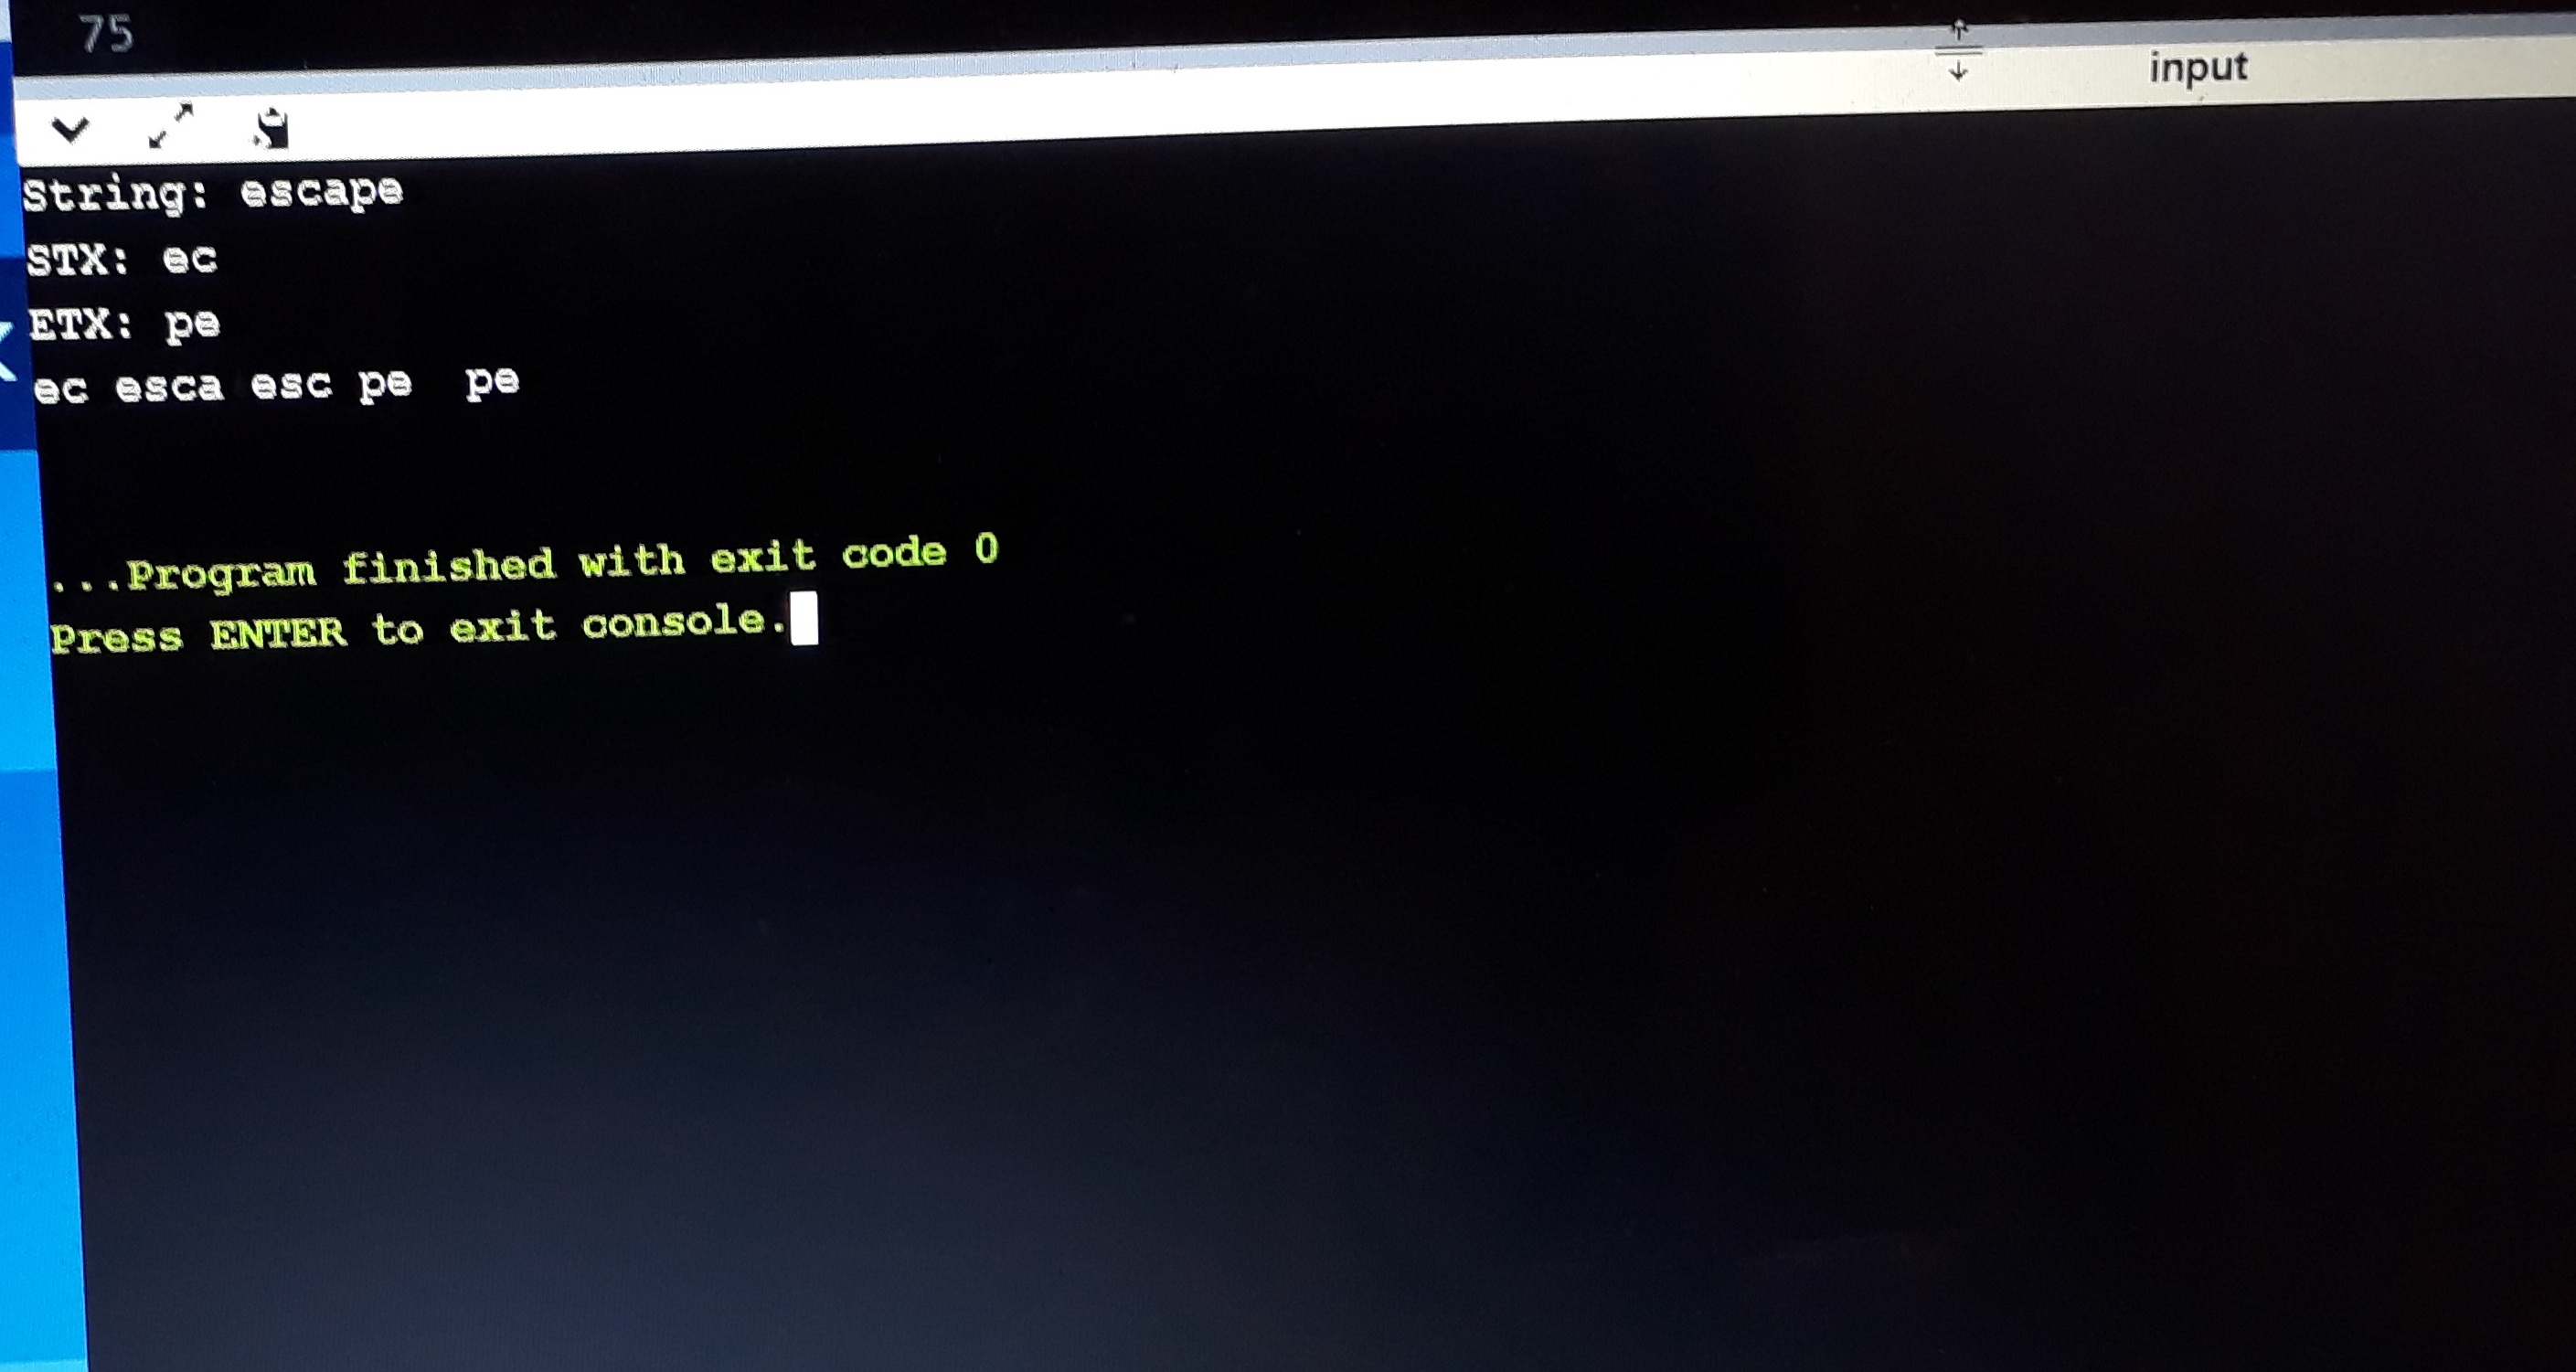 75
input
String: escape
STX: ec
ETX: pe
ec esca esc pe  pe
...Program finished with exit code 0
Press ENTER to exit console.